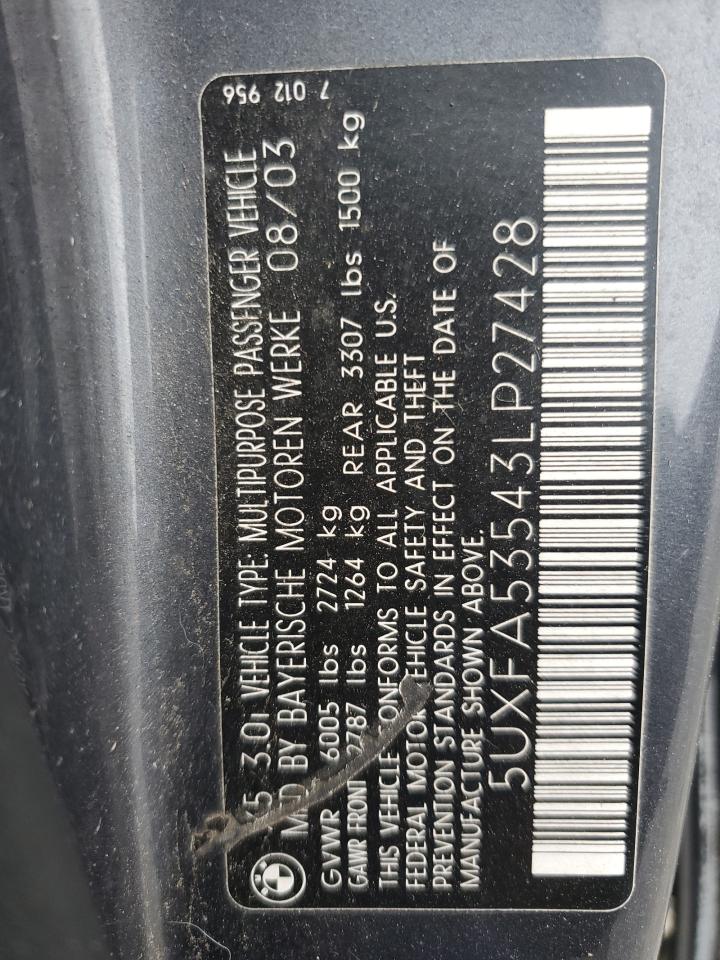 7 012 956
X5 3.0i VEHICLE TYPE: MULTIPURPOSE PASSENGER VEHICLE
MFD BY BAYERISCHE MOTOREN WERKE 08/03
GVWR 6005 lbs 2724 kg
GAWR FRONT 2787 lbs 1264 kg REAR 3307 lbs 1500 kg
THIS VEHICLE CONFORMS TO ALL APPLICABLE U.S.
FEDERAL MOTOR VEHICLE SAFETY AND THEFT
PREVENTION STANDARDS IN EFFECT ON THE DATE OF
MANUFACTURE SHOWN ABOVE.
5UXFA53543LP27428